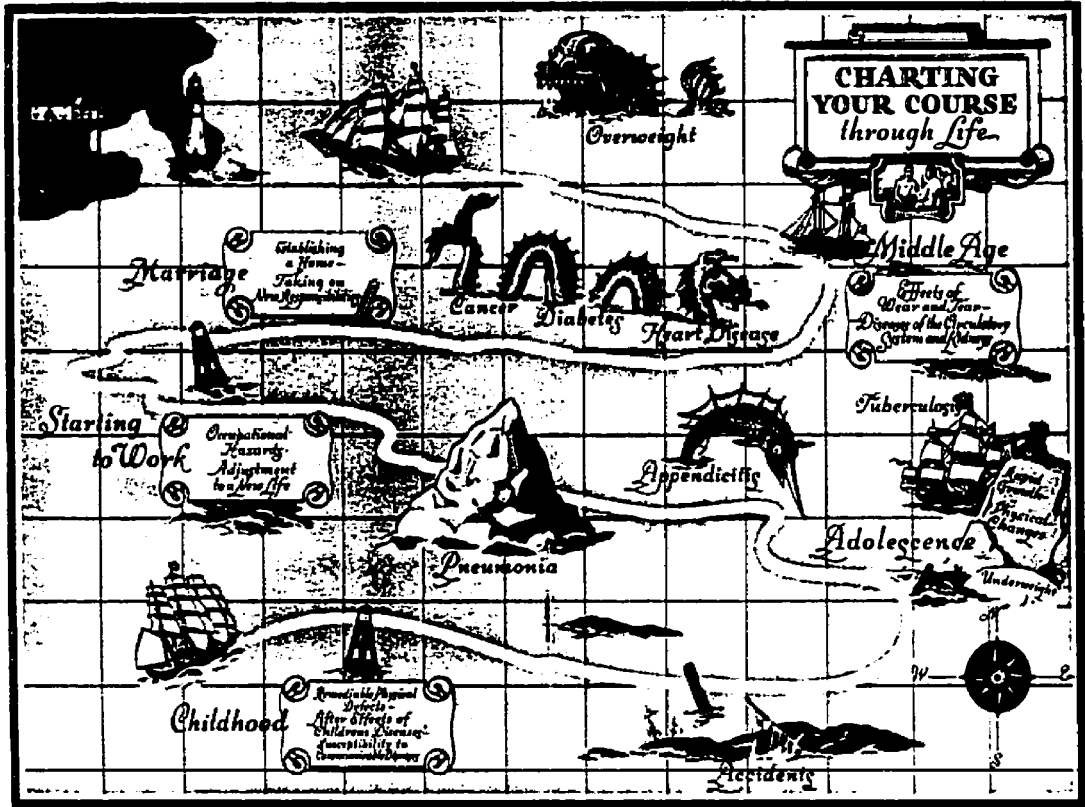 CHARTING
YOUR COURSE
through Life
Overweight
Marriage
Establishing
a Home—
Taking on
New Responsibilities
Cancer
Diabetes
Heart Disease
Middle Age
Effects of
Wear and Tear—
Diseases of the Circulatory
System and Kidneys
Starting
to Work
Occupational
Hazards-
Adjustment
to a New Life
Appendicitis
Tuberculosis
Rapid
Growth-
Physical
Changes
Pneumonia
Adolescence
Underweight
N
W
E
S
Childhood
Remediable Physical
Defects-
After Effects of
Childrens Diseases-
Susceptibility to
Communicable Diseases
Accidents